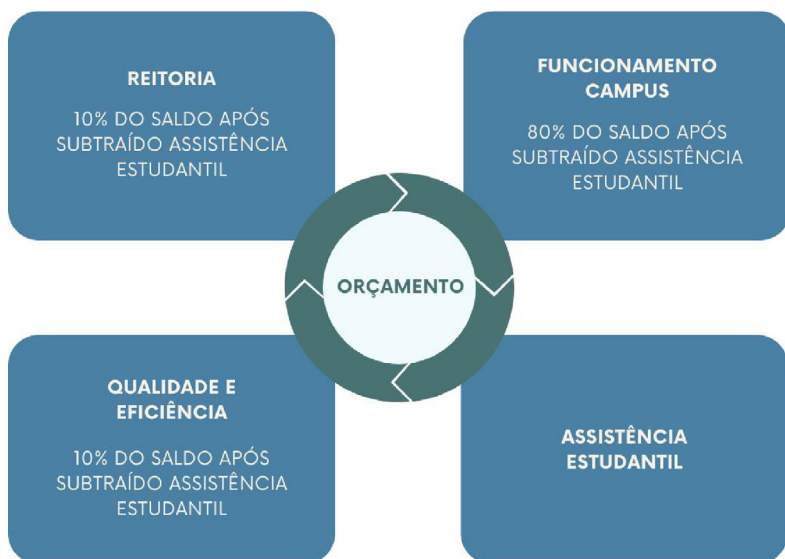 REITORIA
10% DO SALDO APÓS
SUBTRAÍDO ASSISTÊNCIA
ESTUDANTIL
FUNCIONAMENTO
CAMPUS
80% DO SALDO APÓS
SUBTRAÍDO ASSISTÊNCIA
ESTUDANTIL
ORÇAMENTO
QUALIDADE E
EFICIÊNCIA
10% DO SALDO APÓS
SUBTRAÍDO ASSISTÊNCIA
ESTUDANTIL
ASSISTÊNCIA
ESTUDANTIL